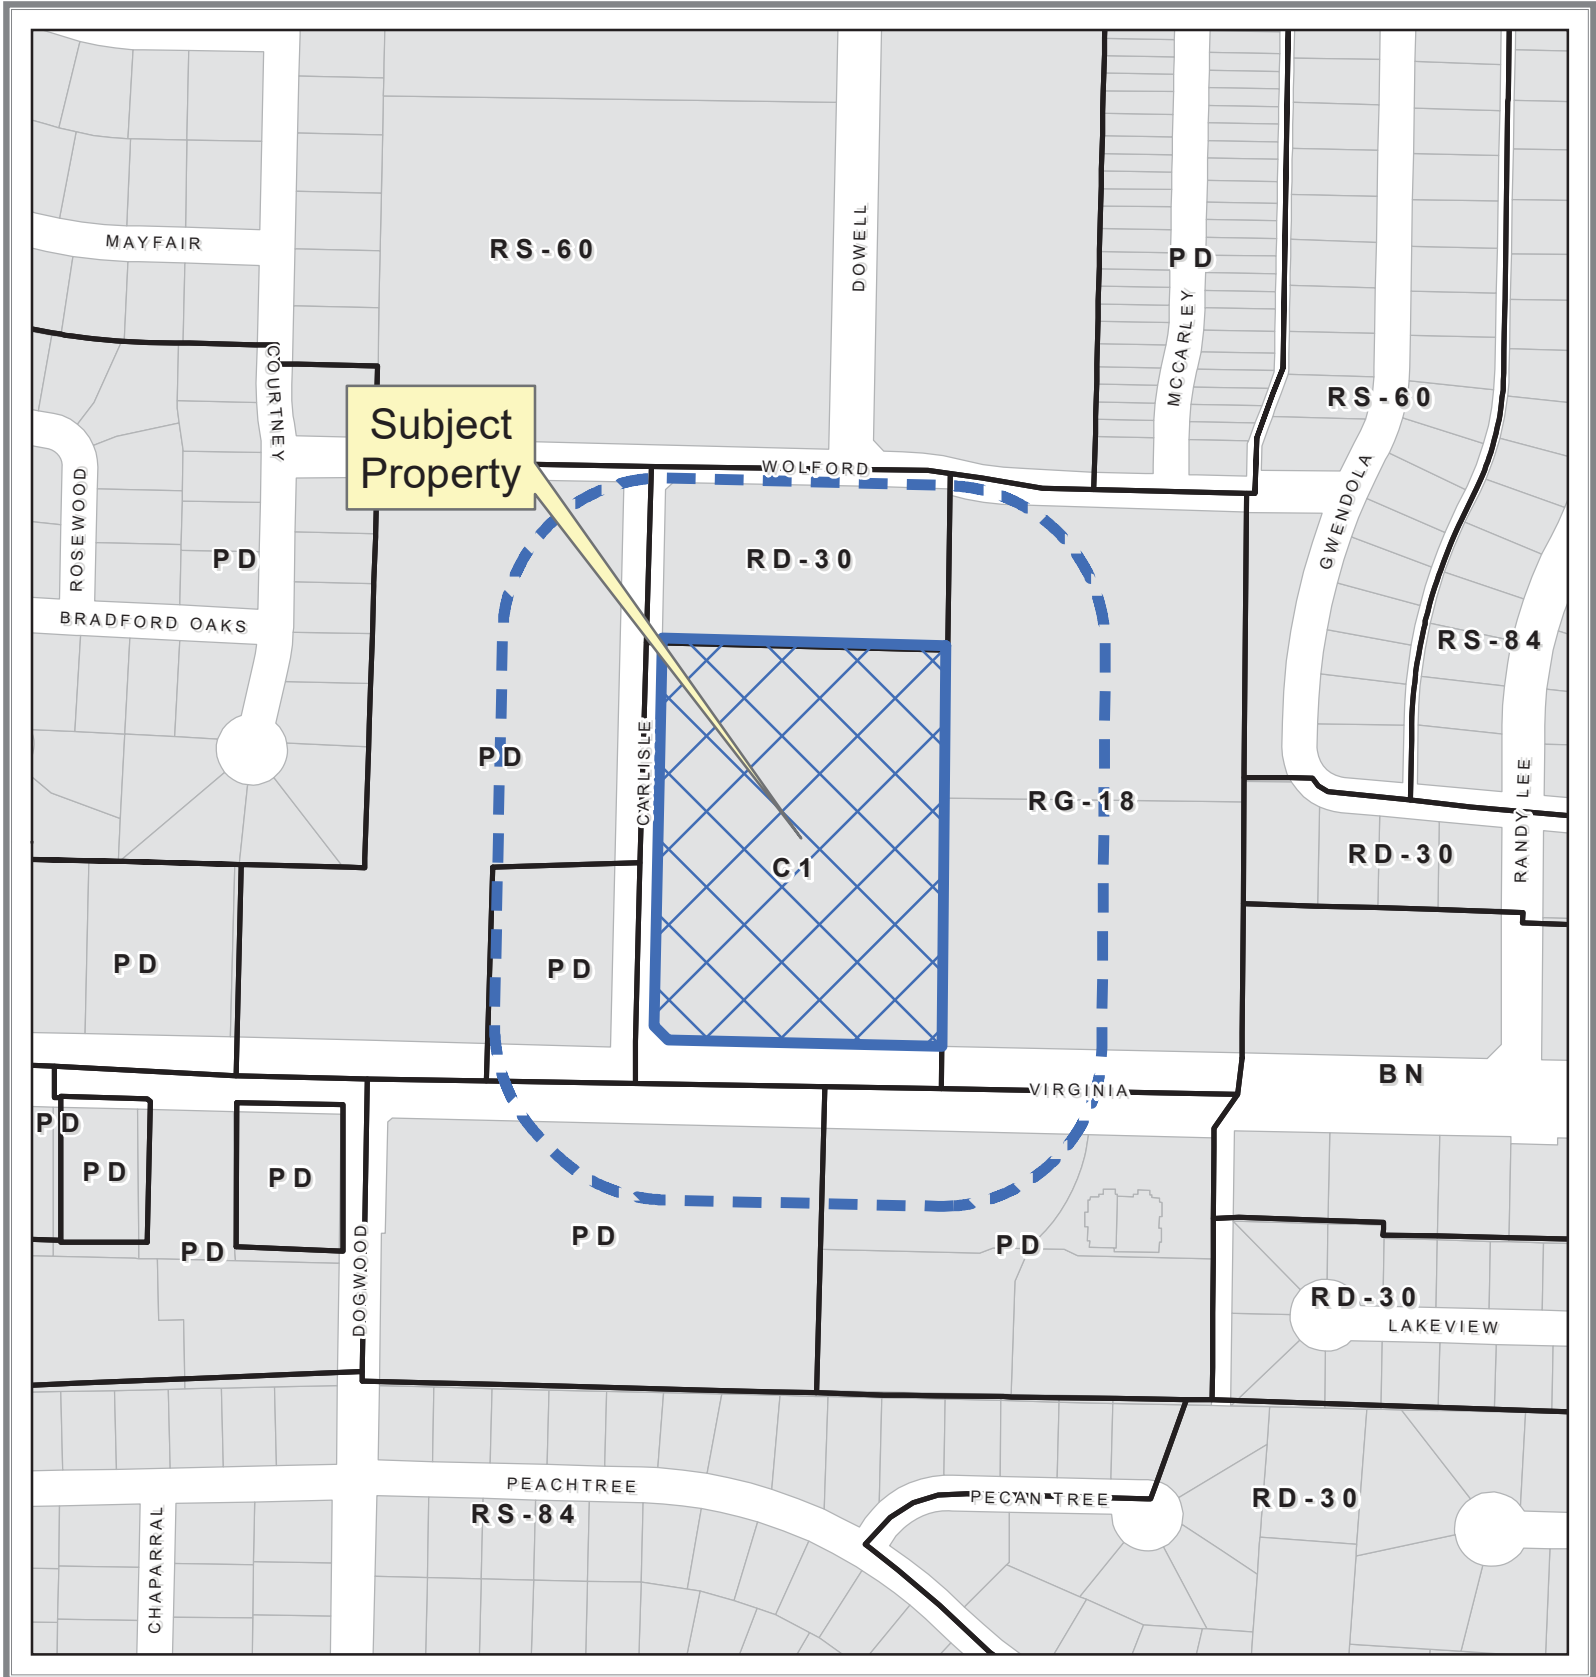 MAYFAIR
RS-60
DOWELL
PD
MCCARLEY
COURTNEY
Subject
Property
RS-60
WOLFORD
ROSEWOOD
PD
RD-30
GWENDOLA
BRADFORD OAKS
RS-84
PD
CARLISLE
RG-18
RANDY LEE
C1
RD-30
PD
PD
BN
VIRGINIA
PD
PD
PD
PD
PD
PD
DOGWOOD
RD-30
LAKEVIEW
PEACHTREE
PECAN TREE
RD-30
RS-84
CHAPARRAL